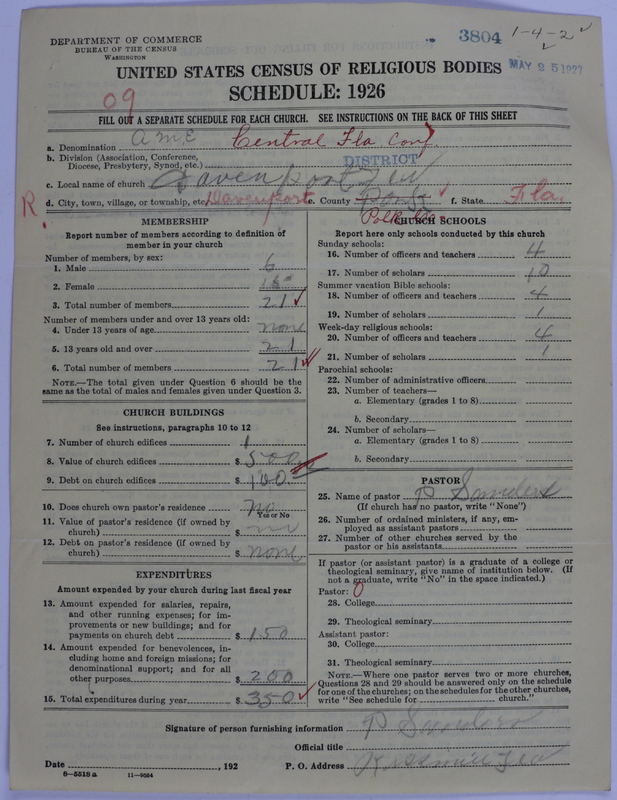 3804 1-4-2
DEPARTMENT OF COMMERCE
BUREAU OF THE CENSUS
WASHINGTON
MAY 25 1927
UNITED STATES CENSUS OF RELIGIOUS BODIES
SCHEDULE: 1926
09
FILL OUT A SEPARATE SCHEDULE FOR EACH CHURCH. SEE INSTRUCTIONS ON THE BACK OF THIS SHEET
a. Denomination A M E Central Fla Conf.
b. Division (Association, Conference, Diocese, Presbytery, Synod, etc.) DISTRICT
c. Local name of church Davenport
R. d. City, town, village, or township, etc. Davenport e. County Polk f. State Fla.
MEMBERSHIP
Report number of members according to definition of
member in your church
Number of members, by sex:
1. Male 6
2. Female 15
3. Total number of members 21
Number of members under and over 13 years old:
4. Under 13 years of age none
5. 13 years old and over 21
6. Total number of members 21
NOTE.—The total given under Question 6 should be the
same as the total of males and females given under Question 3.
CHURCH BUILDINGS
See instructions, paragraphs 10 to 12
7. Number of church edifices 1
8. Value of church edifices $ 500
9. Debt on church edifices $ 100
10. Does church own pastor's residence No
Yes or No
11. Value of pastor's residence (if owned by
church) $
12. Debt on pastor's residence (if owned by
church) $ none
EXPENDITURES
Amount expended by your church during last fiscal year
13. Amount expended for salaries, repairs,
and other running expenses; for im-
provements or new buildings; and for
payments on church debt $ 150
14. Amount expended for benevolences, in-
cluding home and foreign missions; for
denominational support; and for all
other purposes $ 200
15. Total expenditures during year $ 350
CHURCH SCHOOLS
Report here only schools conducted by this church
Sunday schools:
16. Number of officers and teachers 4
17. Number of scholars 10
Summer vacation Bible schools:
18. Number of officers and teachers 4
19. Number of scholars 1
Week-day religious schools:
20. Number of officers and teachers 4
21. Number of scholars 1
Parochial schools:
22. Number of administrative officers
23. Number of teachers—
a. Elementary (grades 1 to 8)
b. Secondary
24. Number of scholars—
a. Elementary (grades 1 to 8)
b. Secondary
PASTOR
25. Name of pastor P Sanders
(If church has no pastor, write "None")
26. Number of ordained ministers, if any, em-
ployed as assistant pastors
27. Number of other churches served by the
pastor or his assistants
If pastor (or assistant pastor) is a graduate of a college or
theological seminary, give name of institution below. (If
not a graduate, write "No" in the space indicated.)
Pastor: 0
28. College
29. Theological seminary
Assistant pastor:
30. College
31. Theological seminary
NOTE.—Where one pastor serves two or more churches,
Questions 28 and 29 should be answered only on the schedule
for one of the churches; on the schedules for the other churches,
write "See schedule for church."
Signature of person furnishing information P Sanders
Official title
Date , 192 P. O. Address
8—5518 a 11—9094